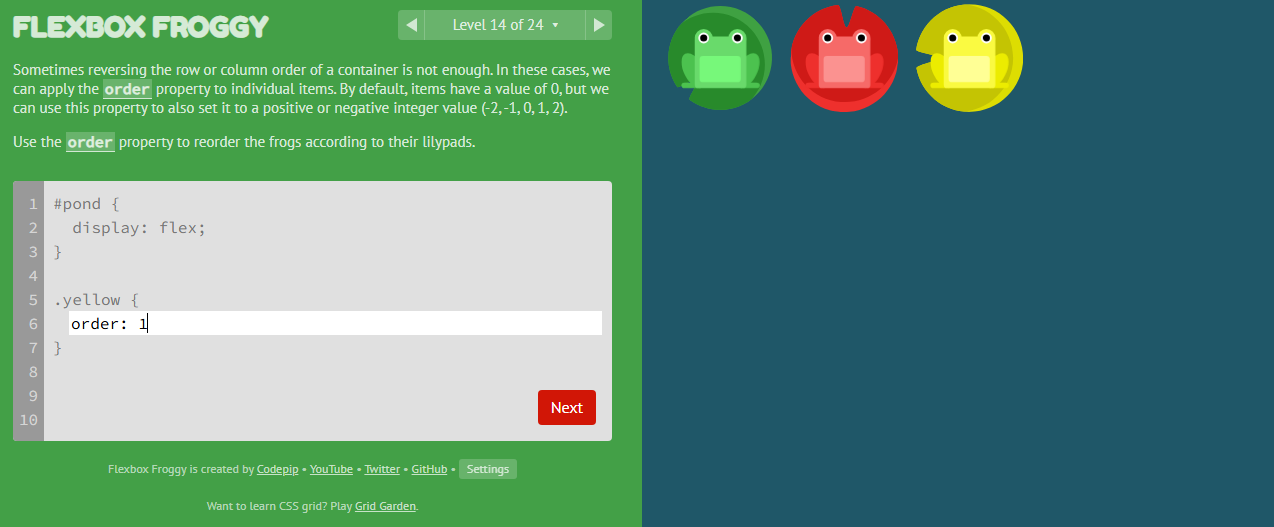 FLEXBOX FROGGY
Level 14 of 24
Sometimes reversing the row or column order of a container is not enough. In these cases, we
can apply the order property to individual items. By default, items have a value of 0, but we
can use this property to also set it to a positive or negative integer value (-2, -1, 0, 1, 2).
Use the order property to reorder the frogs according to their lilypads.
1 #pond {
2 display: flex;
3 }
4
5 .yellow {
6 order: 1
7 }
8
9
10
Next
Flexbox Froggy is created by Codepip • YouTube • Twitter • GitHub • Settings
Want to learn CSS grid? Play Grid Garden.